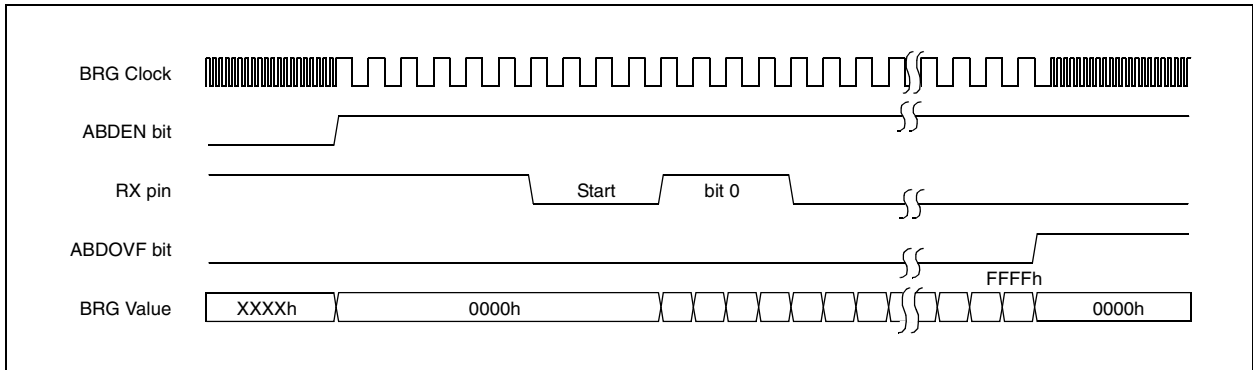 BRG Clock
ABDEN bit
RX pin
Start
bit 0
ABDOVF bit
FFFFh
BRG Value
XXXXh
0000h
0000h